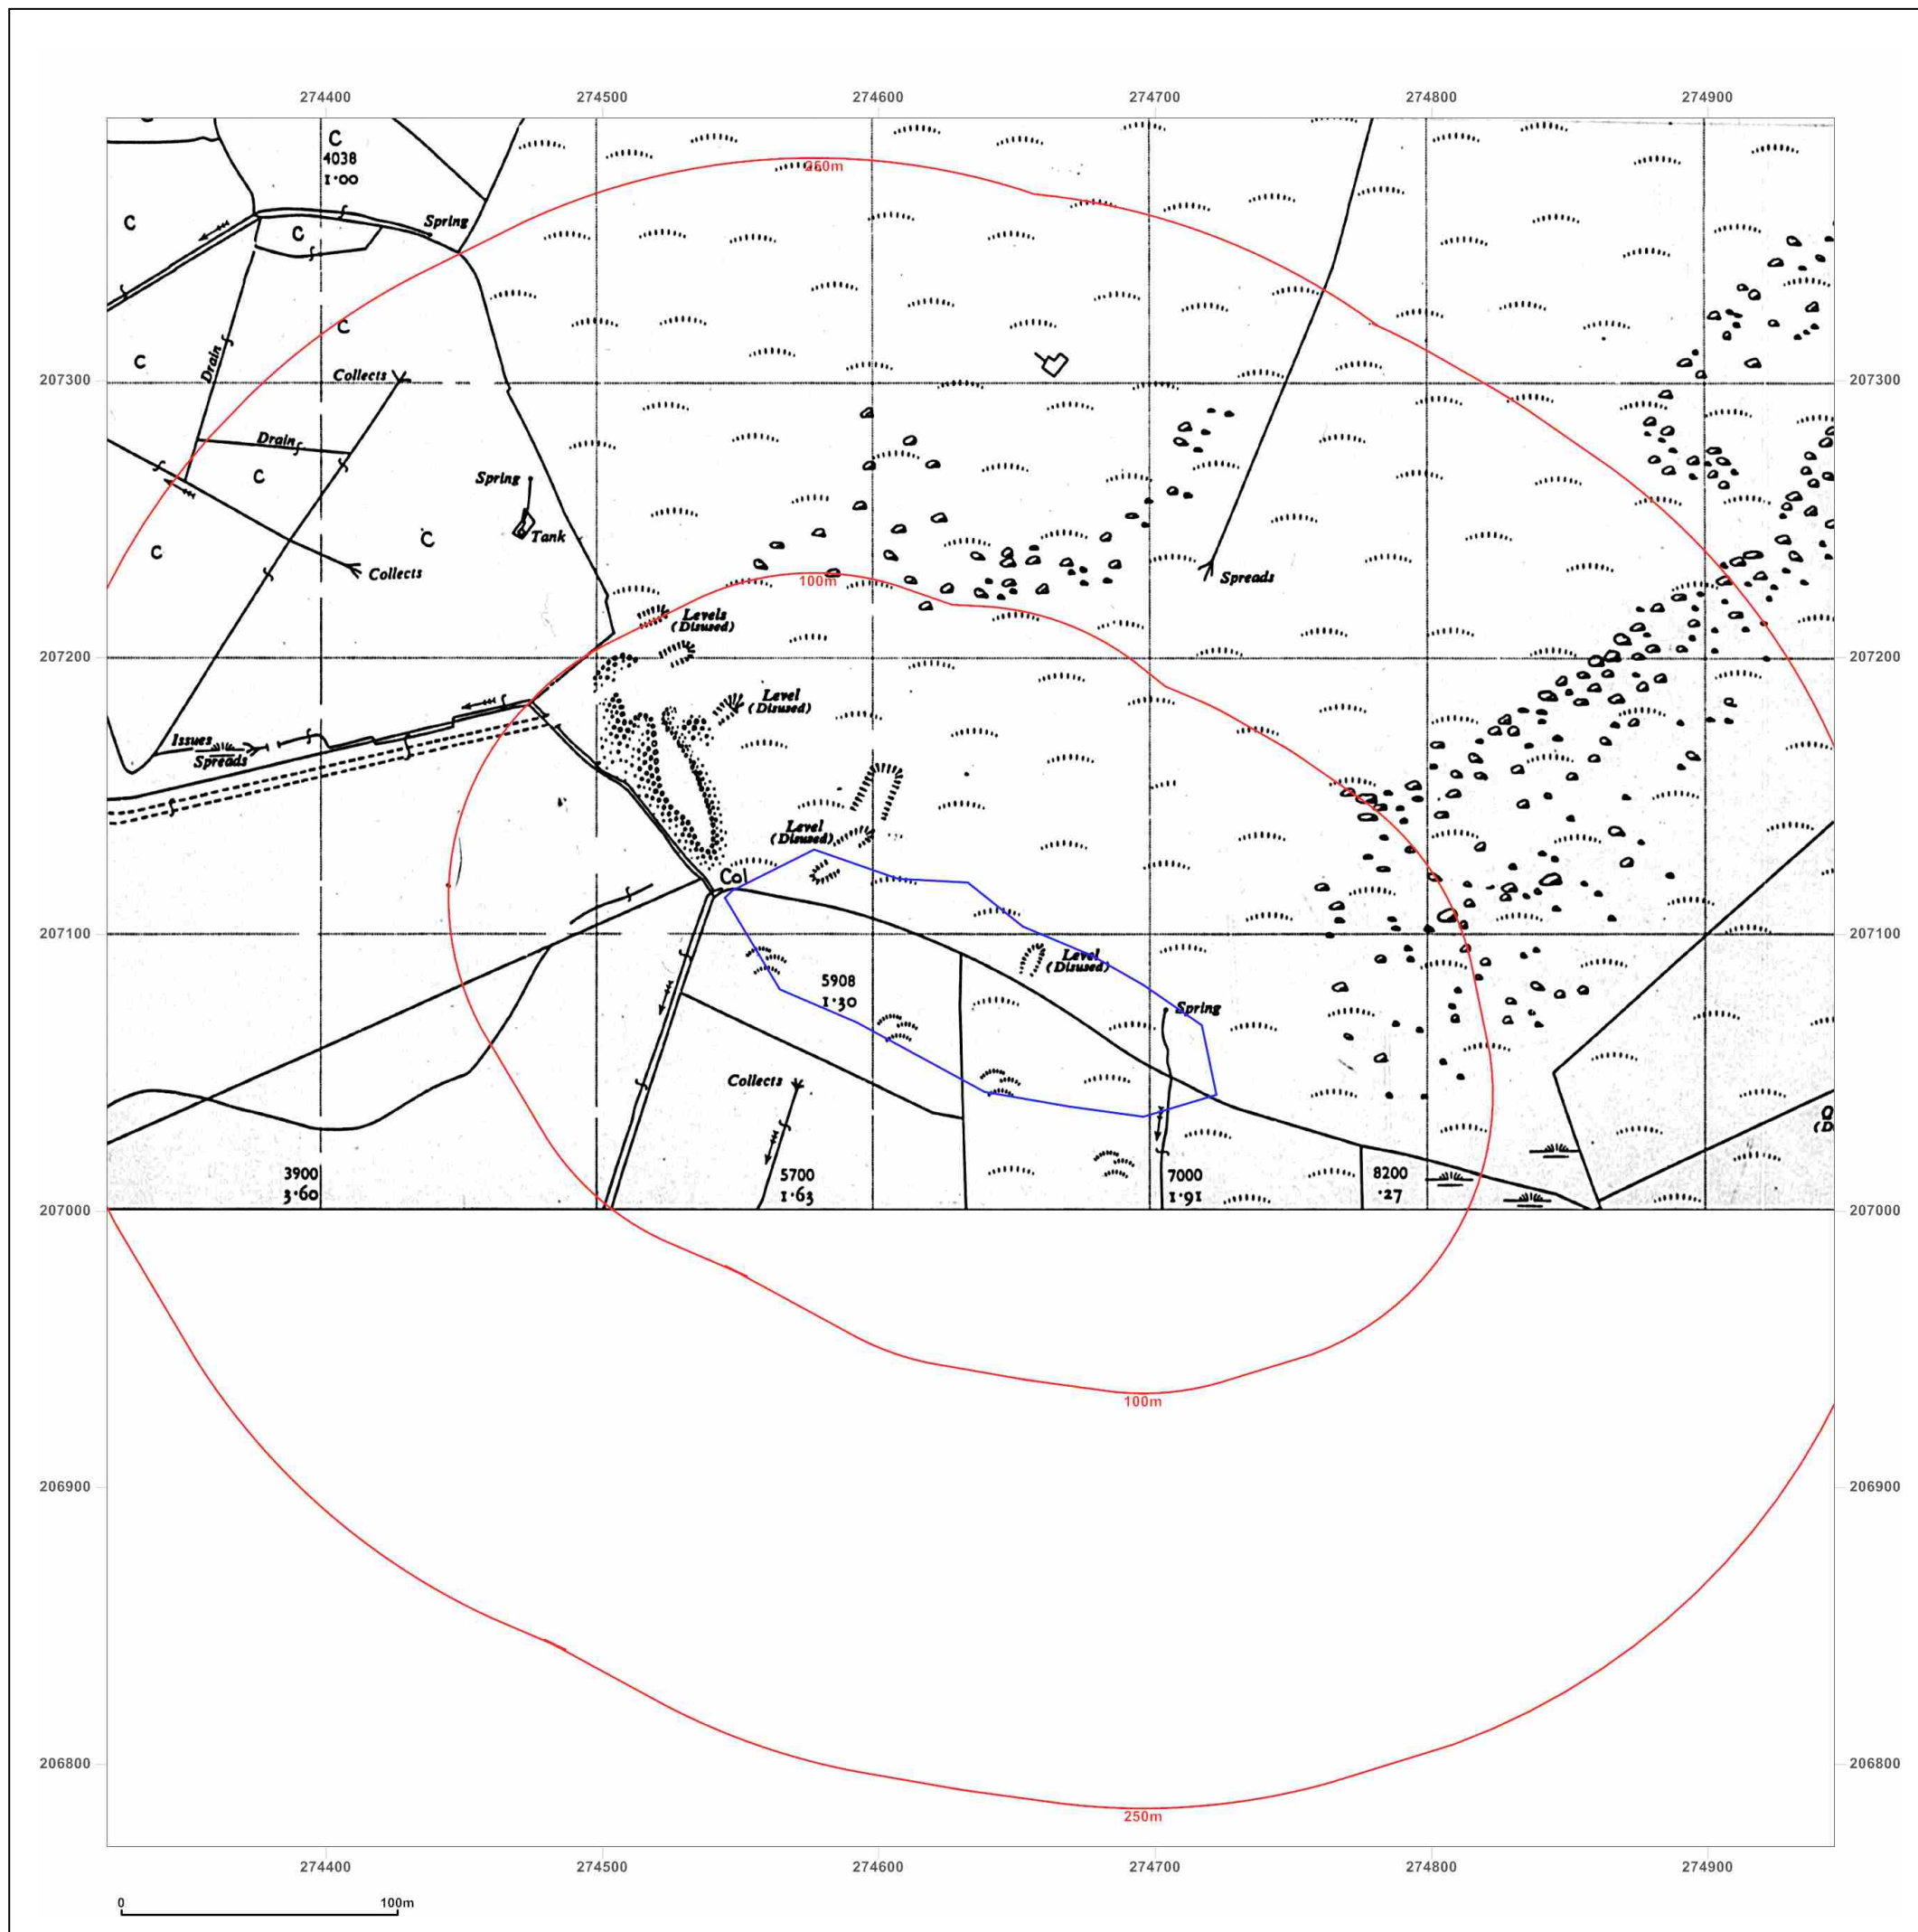 274400 274500 274600 274700 274800 274900
250m
C
4038
1·00
Spring
C
C
C
207300 207300
Drain
C
Collects
Drain
C
Spring
Tank
C
C
Collects
Spreads
100m
Levels
(Disused)
207200 207200
Level
(Disused)
Issues
Spreads
Level
(Disused)
Col
207100 207100
Level
(Disused)
5908
1·30
Spring
Collects
3900
3·60
5700
1·63
7000
1·91
8200
·27
207000 207000
100m
206900 206900
206800 206800
250m
274400 274500 274600 274700 274800 274900
0 100m